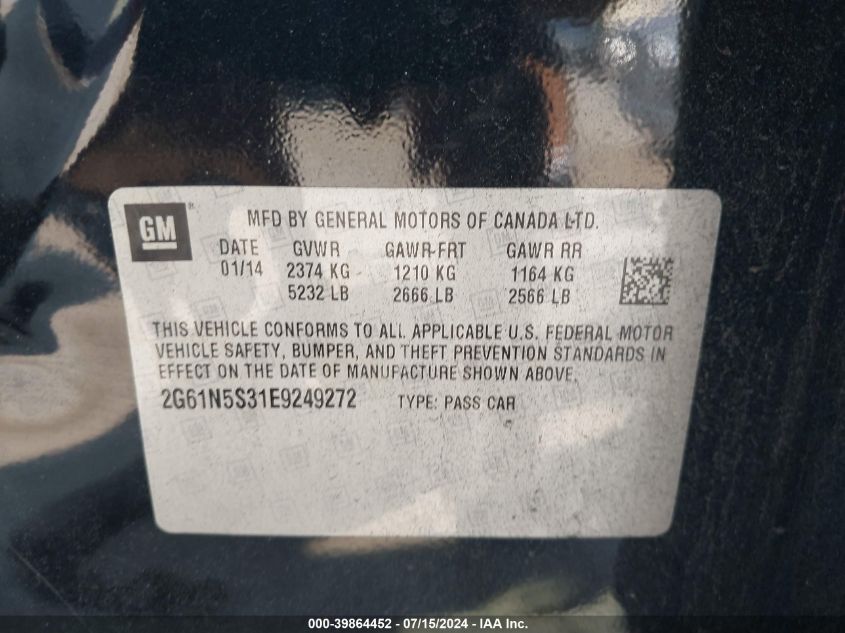 GM ®
MFD BY GENERAL MOTORS OF CANADA LTD.
DATE GVWR GAWR-FRT GAWR RR
01/14 2374 KG 1210 KG 1164 KG
5232 LB 2666 LB 2566 LB
THIS VEHICLE CONFORMS TO ALL APPLICABLE U.S. FEDERAL MOTOR
VEHICLE SAFETY, BUMPER, AND THEFT PREVENTION STANDARDS IN
EFFECT ON THE DATE OF MANUFACTURE SHOWN ABOVE.
2G61N5S31E9249272 TYPE: PASS CAR
000-39864452 - 07/15/2024 - IAA Inc.